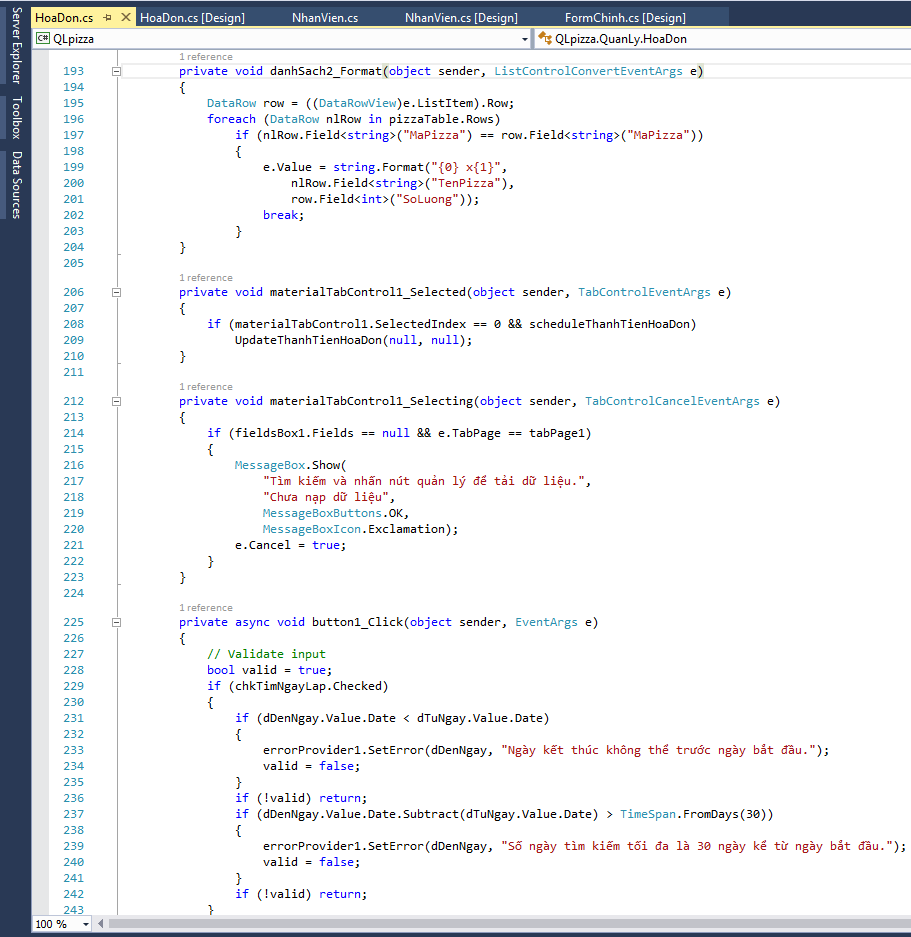 Server Explorer
Toolbox
Data Sources
HoaDon.cs
HoaDon.cs [Design]
NhanVien.cs
NhanVien.cs [Design]
FormChinh.cs [Design]
C# QLpizza
QLpizza.QuanLy.HoaDon
1 reference
193 private void danhSach2_Format(object sender, ListControlConvertEventArgs e)
194 {
195 DataRow row = ((DataRowView)e.ListItem).Row;
196 foreach (DataRow nlRow in pizzaTable.Rows)
197 if (nlRow.Field<string>("MaPizza") == row.Field<string>("MaPizza"))
198 {
199 e.Value = string.Format("{0} x{1}",
200 nlRow.Field<string>("TenPizza"),
201 row.Field<int>("SoLuong"));
202 break;
203 }
204 }
205
1 reference
206 private void materialTabControl1_Selected(object sender, TabControlEventArgs e)
207 {
208 if (materialTabControl1.SelectedIndex == 0 && scheduleThanhTienHoaDon)
209 UpdateThanhTienHoaDon(null, null);
210 }
211
1 reference
212 private void materialTabControl1_Selecting(object sender, TabControlCancelEventArgs e)
213 {
214 if (fieldsBox1.Fields == null && e.TabPage == tabPage1)
215 {
216 MessageBox.Show(
217 "Tìm kiếm và nhấn nút quản lý để tải dữ liệu.",
218 "Chưa nạp dữ liệu",
219 MessageBoxButtons.OK,
220 MessageBoxIcon.Exclamation);
221 e.Cancel = true;
222 }
223 }
224
1 reference
225 private async void button1_Click(object sender, EventArgs e)
226 {
227 // Validate input
228 bool valid = true;
229 if (chkTimNgayLap.Checked)
230 {
231 if (dDenNgay.Value.Date < dTuNgay.Value.Date)
232 {
233 errorProvider1.SetError(dDenNgay, "Ngày kết thúc không thể trước ngày bắt đầu.");
234 valid = false;
235 }
236 if (!valid) return;
237 if (dDenNgay.Value.Date.Subtract(dTuNgay.Value.Date) > TimeSpan.FromDays(30))
238 {
239 errorProvider1.SetError(dDenNgay, "Số ngày tìm kiếm tối đa là 30 ngày kể từ ngày bắt đầu.");
240 valid = false;
241 }
242 if (!valid) return;
243 }
100 %